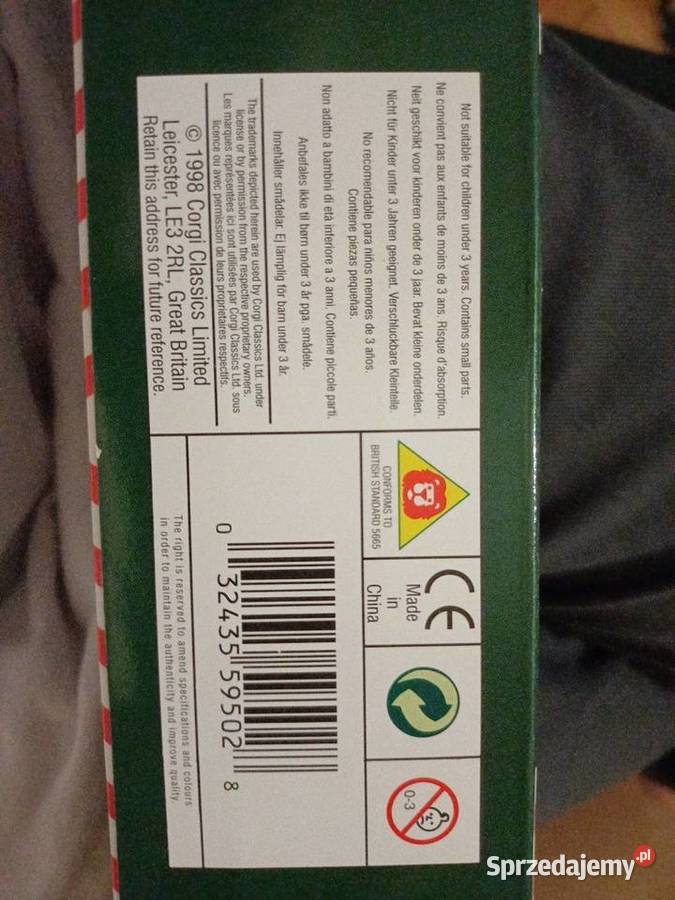 Not suitable for children under 3 years. Contains small parts.
Ne convient pas aux enfants de moins de 3 ans. Risque d'absorption.
Neit geschikt voor kinderen onder de 3 jaar. Bevat kleine onderdelen.
Nicht für Kinder unter 3 Jahren geeignet. Verschluckbare Kleinteile.
No recomendable para niños menores de 3 años.
Contiene piezas pequeñas.
Non adatto a bambini di età inferiore a 3 anni. Contiene piccole parti.
Anbefales ikke til børn under 3 år pga. smådele.
Innehåller smådelar. Ej lämplig för barn under 3 år.
The trademarks depicted herein are used by Corgi Classics Ltd. under
license or by permission from the respective proprietary owners.
Les marques représentées ici sont utilisées par Corgi Classics Ltd. sous
licence ou avec permission de leurs propriétaires respectifs.
© 1998 Corgi Classics Limited
Leicester, LE3 2RL, Great Britain
Retain this address for future reference.
CONFORMS TO
BRITISH STANDARD 5665
CE
Made
in
China
0-3
0 32435 59502 8
The right is reserved to amend specifications and colours
in order to maintain the authenticity and improve quality.
Sprzedajemy.pl